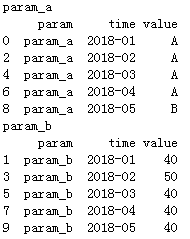 param_a
param time value
0 param_a 2018-01 A
2 param_a 2018-02 A
4 param_a 2018-03 A
6 param_a 2018-04 A
8 param_a 2018-05 B
param_b
param time value
1 param_b 2018-01 40
3 param_b 2018-02 50
5 param_b 2018-03 40
7 param_b 2018-04 40
9 param_b 2018-05 40